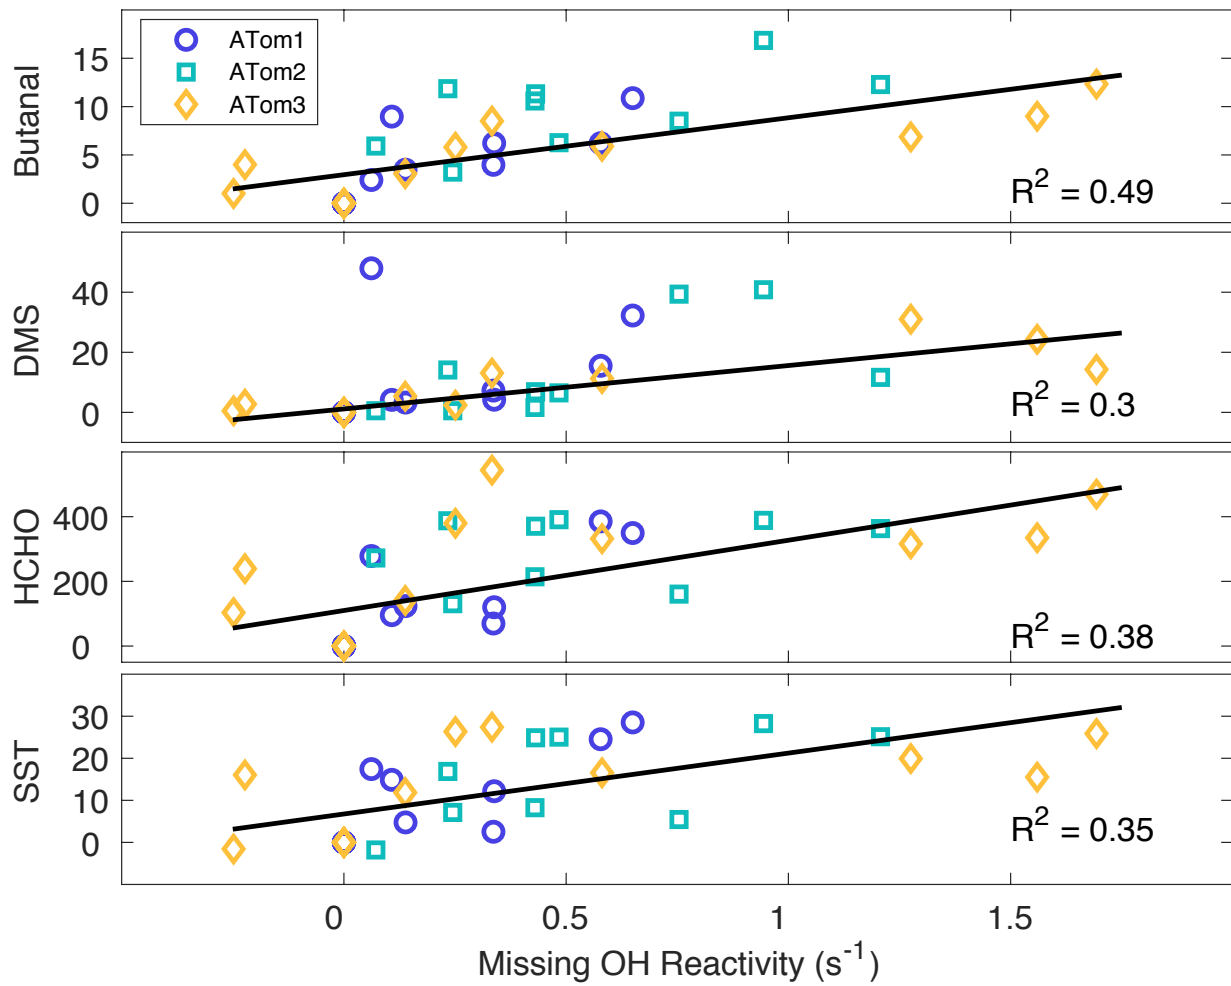 ATom1
ATom2
ATom3
Butanal
15
10
5
0
R² = 0.49
DMS
40
20
0
R² = 0.3
HCHO
400
200
0
R² = 0.38
SST
30
20
10
0
R² = 0.35
0 0.5 1 1.5
Missing OH Reactivity (s⁻¹)